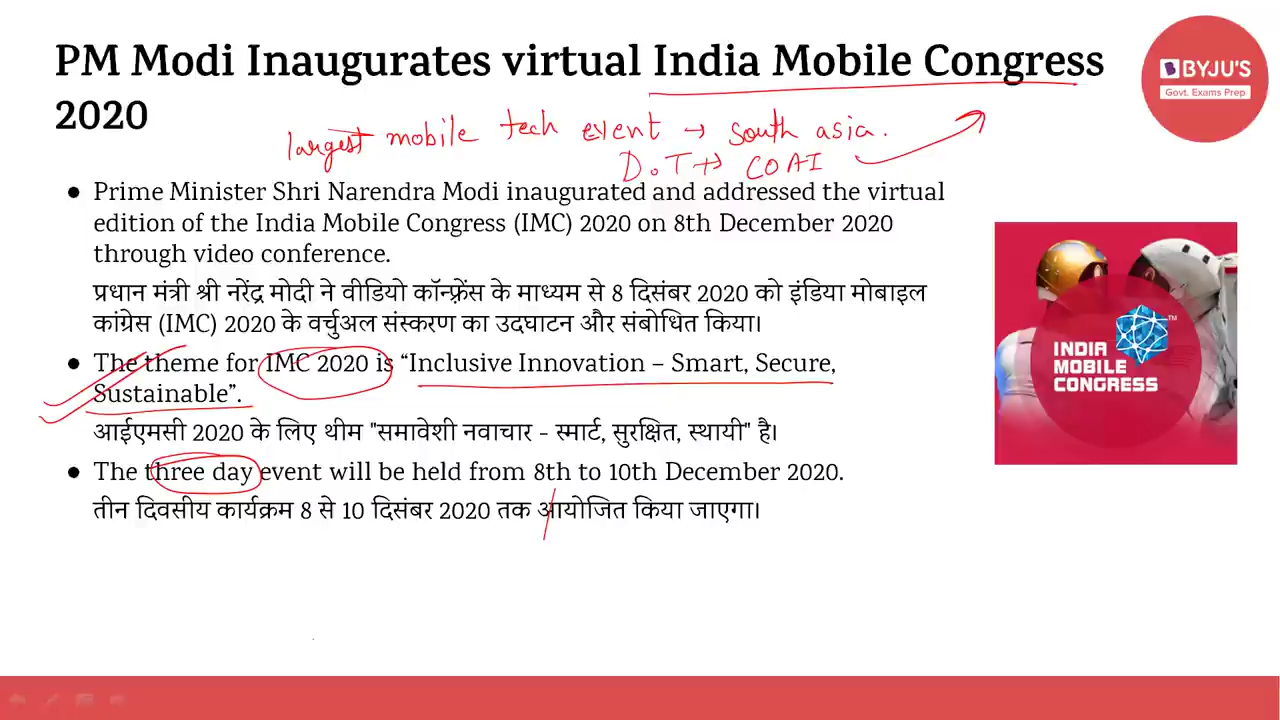 PM Modi Inaugurates virtual India Mobile Congress
2020
BYJU'S
Govt. Exams Prep
largest mobile tech event → South asia.
D.O.T → COAI
● Prime Minister Shri Narendra Modi inaugurated and addressed the virtual
edition of the India Mobile Congress (IMC) 2020 on 8th December 2020
through video conference.
प्रधान मंत्री श्री नरेंद्र मोदी ने वीडियो कॉन्फ़्रेंस के माध्यम से 8 दिसंबर 2020 को इंडिया मोबाइल
कांग्रेस (IMC) 2020 के वर्चुअल संस्करण का उदघाटन और संबोधित किया।
● The theme for IMC 2020 is “Inclusive Innovation – Smart, Secure,
Sustainable”.
आईएमसी 2020 के लिए थीम "समावेशी नवाचार - स्मार्ट, सुरक्षित, स्थायी" है।
● The three day event will be held from 8th to 10th December 2020.
तीन दिवसीय कार्यक्रम 8 से 10 दिसंबर 2020 तक आयोजित किया जाएगा।
INDIA
MOBILE
CONGRESS
TM